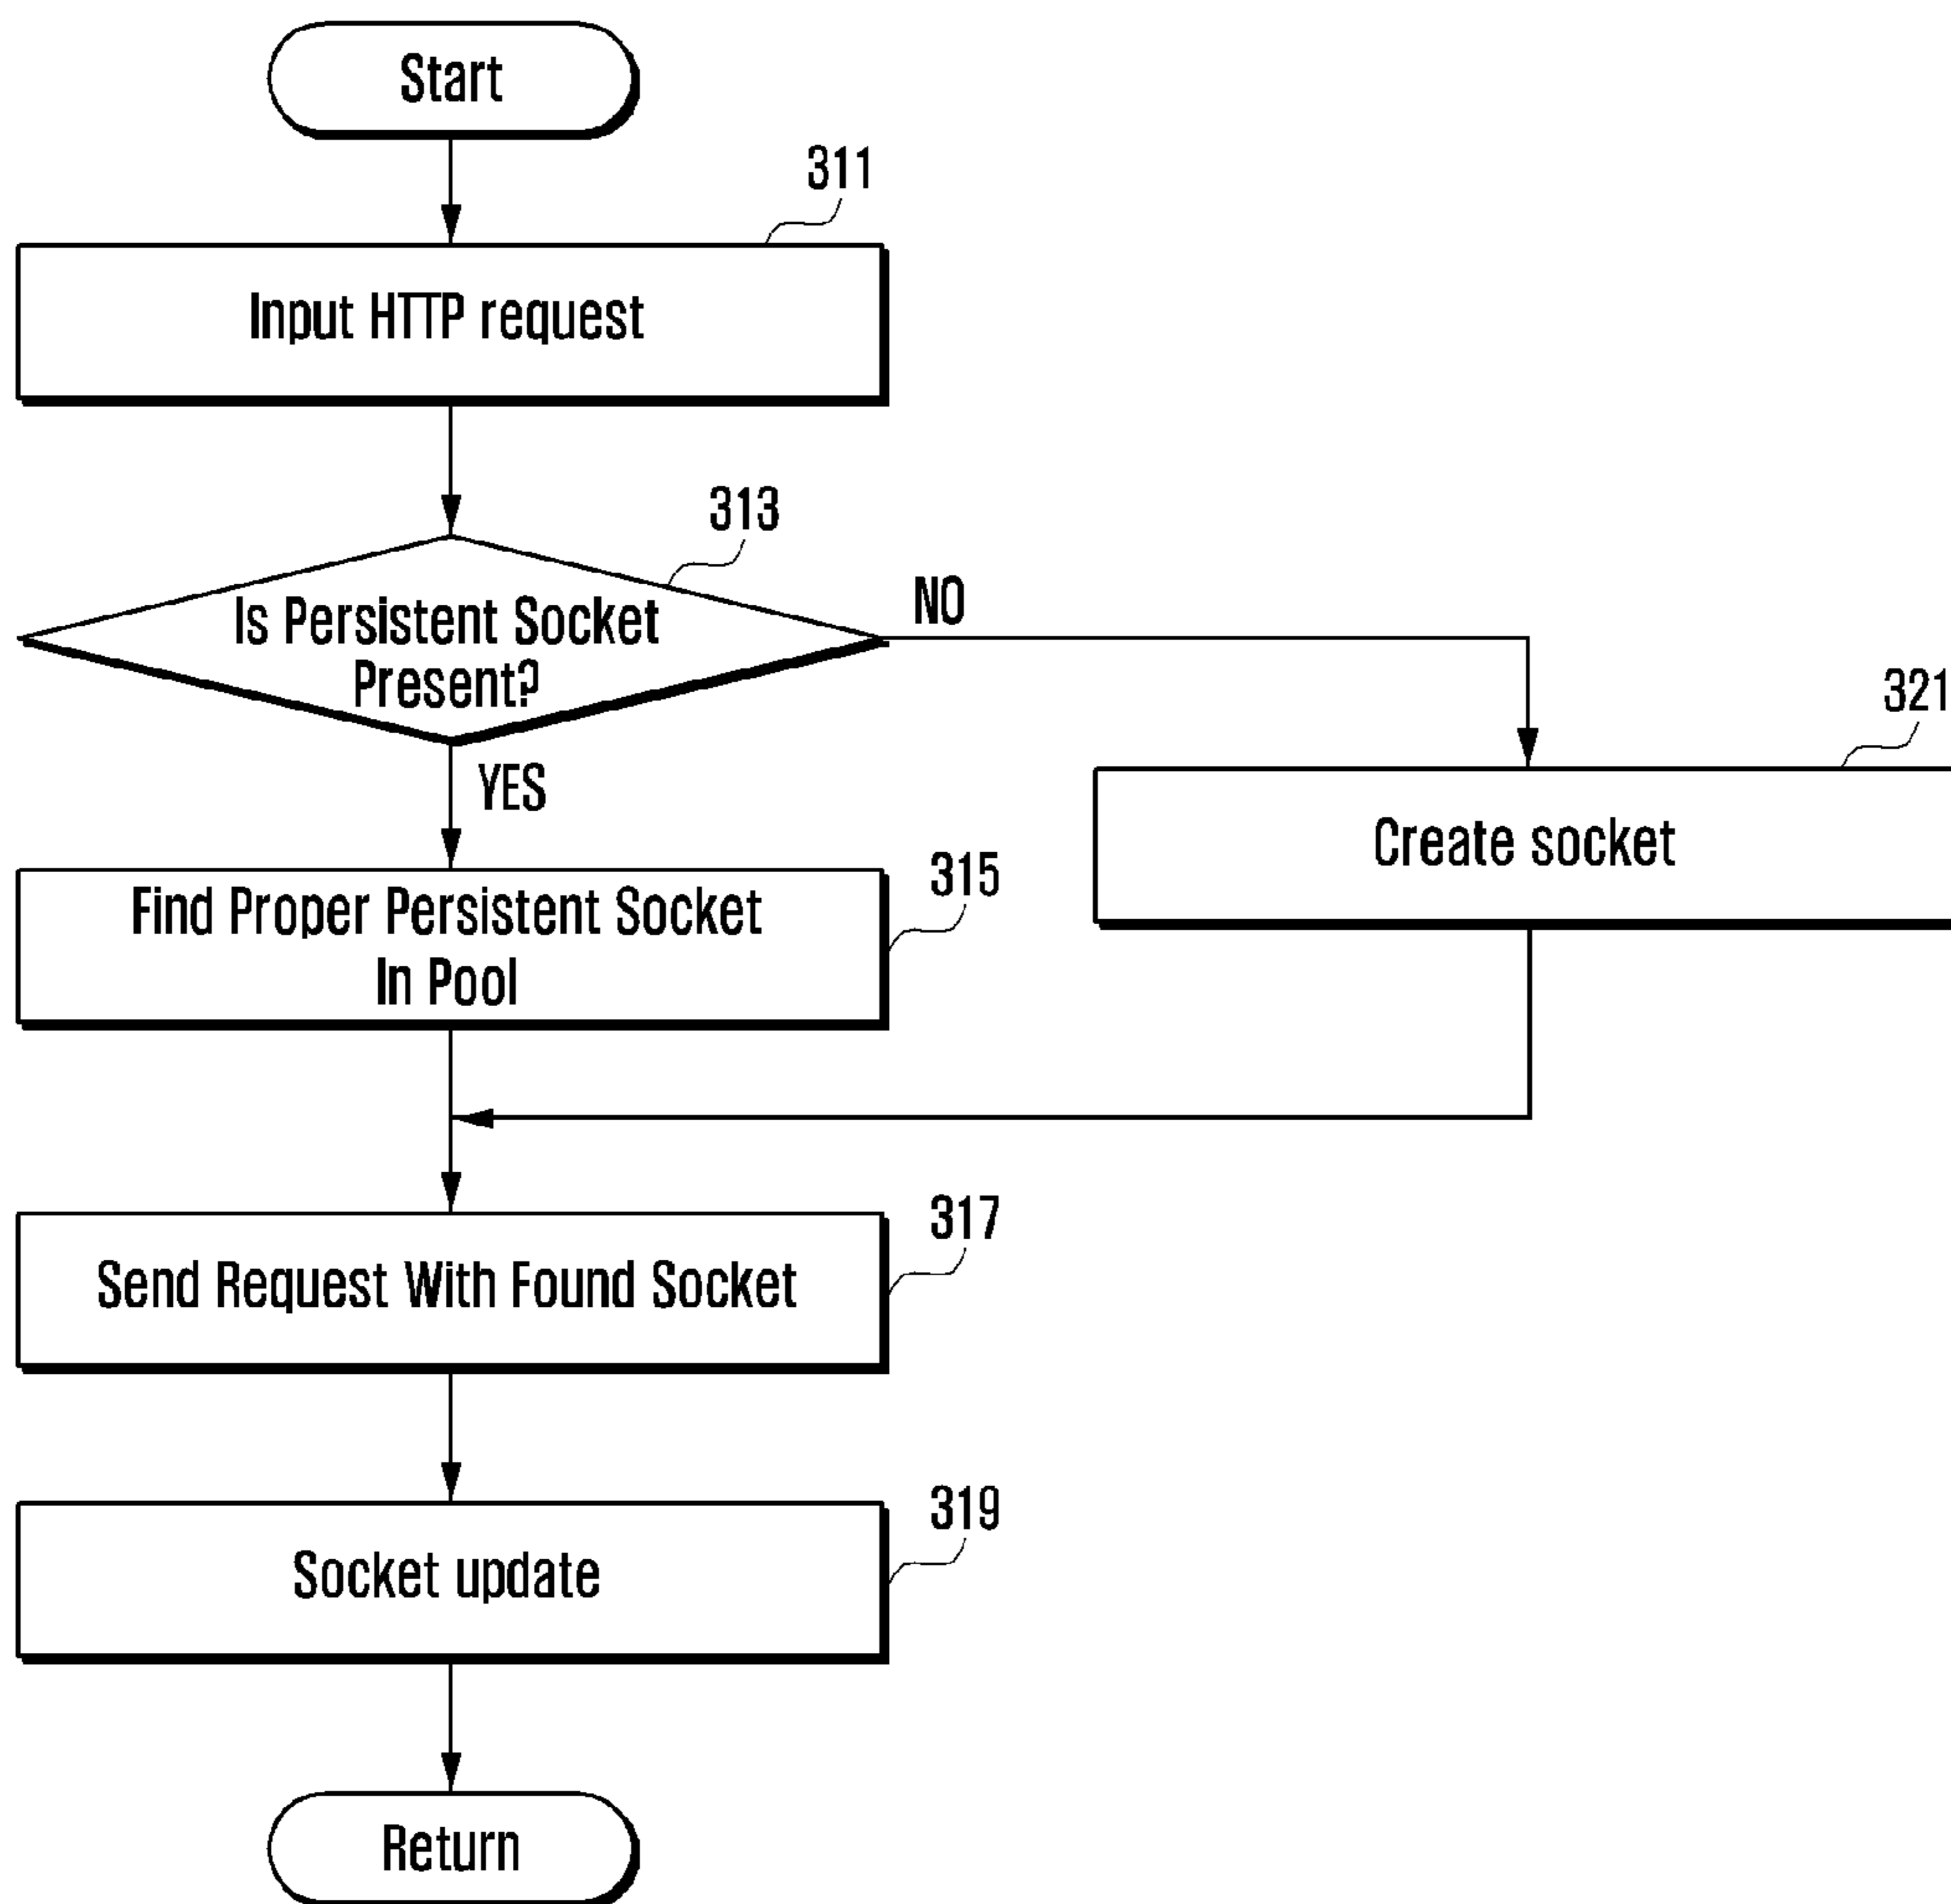 Start
311
Input HTTP request
313
Is Persistent Socket
Present?
NO
YES
321
Create socket
315
Find Proper Persistent Socket
In Pool
317
Send Request With Found Socket
319
Socket update
Return